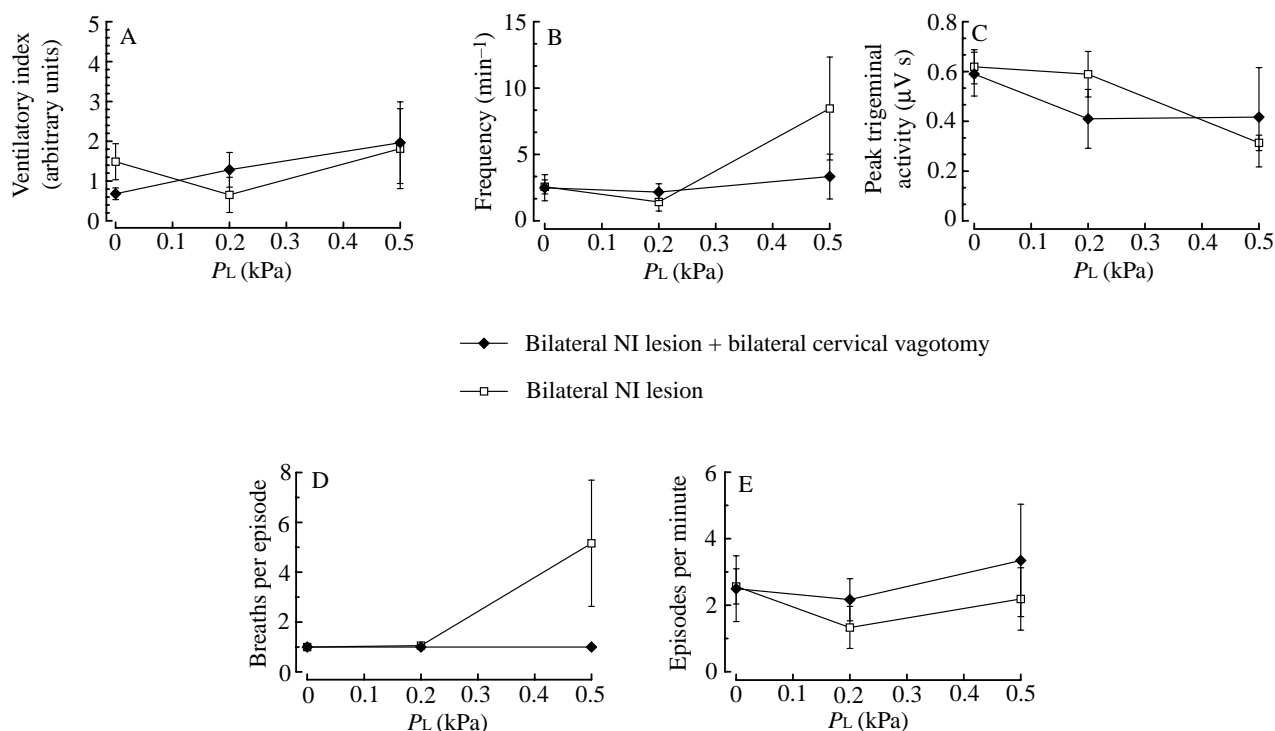 A
Ventilatory index
(arbitrary units)
5
4
3
2
1
0
0 0.1 0.2 0.3 0.4 0.5
PL (kPa)
B
Frequency (min–1)
15
10
5
0
0 0.1 0.2 0.3 0.4 0.5
PL (kPa)
C
Peak trigeminal
activity (μV s)
0.8
0.6
0.4
0.2
0
0 0.1 0.2 0.3 0.4 0.5
PL (kPa)
Bilateral NI lesion + bilateral cervical vagotomy
Bilateral NI lesion
D
Breaths per episode
8
6
4
2
0
0 0.1 0.2 0.3 0.4 0.5
PL (kPa)
E
Episodes per minute
6
4
2
0
0 0.1 0.2 0.3 0.4 0.5
PL (kPa)